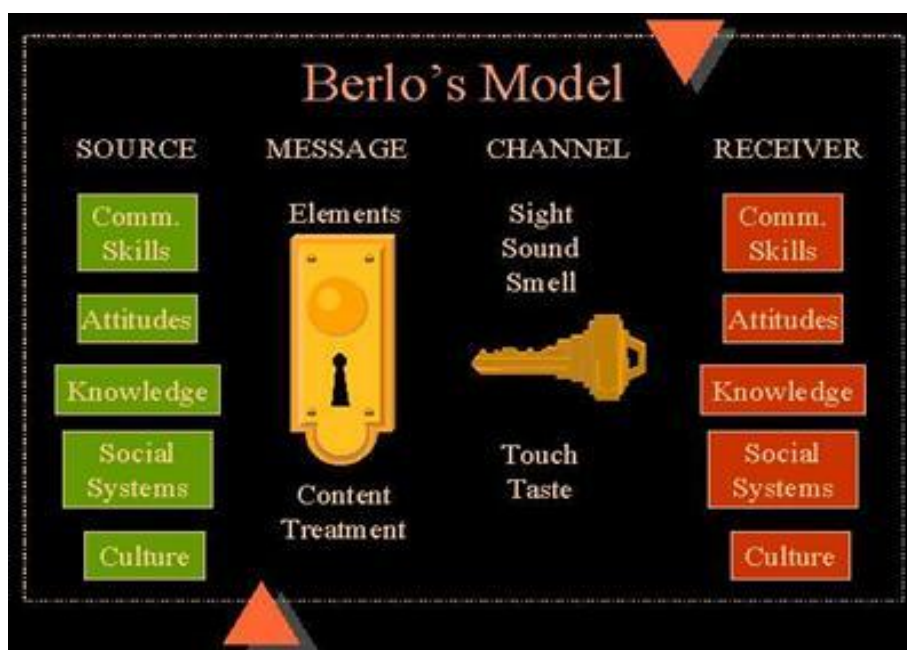 Berlo's Model
SOURCE
MESSAGE
CHANNEL
RECEIVER
Comm.
Skills
Attitudes
Knowledge
Social
Systems
Culture
Elements
Content
Treatment
Sight
Sound
Smell
Touch
Taste
Comm.
Skills
Attitudes
Knowledge
Social
Systems
Culture